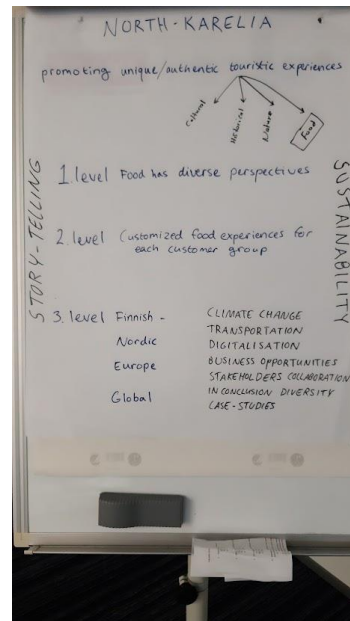 NORTH-KARELIA
promoting unique/authentic touristic experiences
Cultural
Historical
Nature
Food
STORY-TELLING
SUSTAINABILITY
1. level Food has diverse perspectives
2. level Customized food experiences for
each customer group
3. level Finnish -
Nordic
Europe
Global
CLIMATE CHANGE
TRANSPORTATION
DIGITALISATION
BUSINESS OPPORTUNITIES
STAKEHOLDERS COLLABORATION
IN CONCLUSION DIVERSITY
CASE-STUDIES